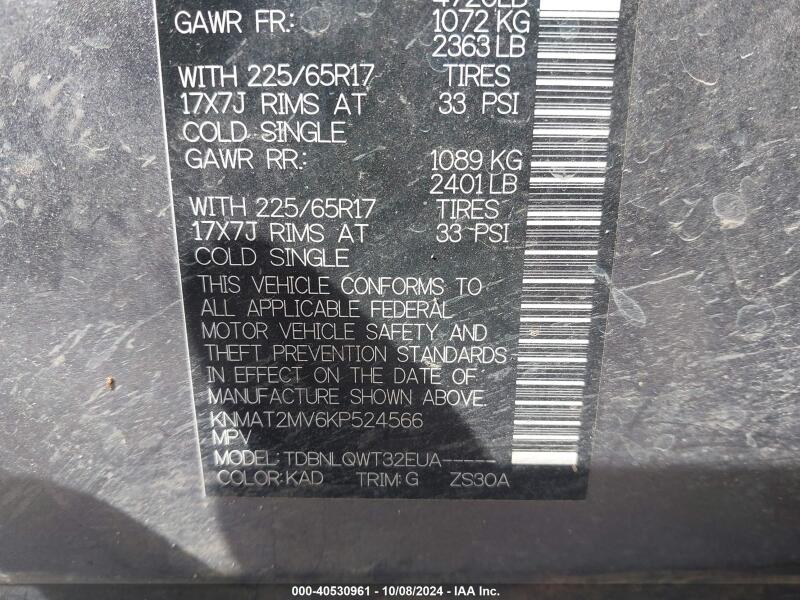 GAWR FR.: 1072 KG
2363 LB
WITH 225/65R17 TIRES
17X7J RIMS AT 33 PSI
COLD SINGLE
GAWR RR.: 1089 KG
2401 LB
WITH 225/65R17 TIRES
17X7J RIMS AT 33 PSI
COLD SINGLE
THIS VEHICLE CONFORMS TO
ALL APPLICABLE FEDERAL
MOTOR VEHICLE SAFETY AND
THEFT PREVENTION STANDARDS
IN EFFECT ON THE DATE OF
MANUFACTURE SHOWN ABOVE.
KNMAT2MV6KP524566
MPV
MODEL: TDBNLQWT32EUA-----
COLOR: KAD TRIM: G ZS30A
000-40530961 - 10/08/2024 - IAA Inc.